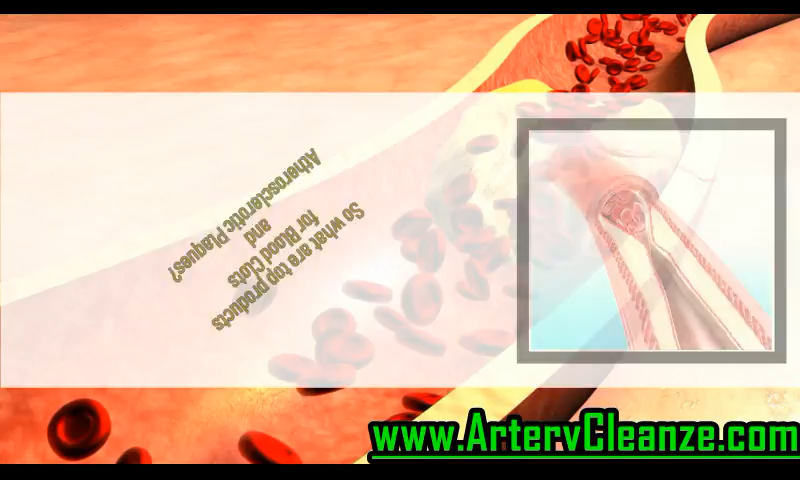 So what are top products
for Blood Clots
and
Atherosclerotic Plaques?
www.ArteryCleanze.com